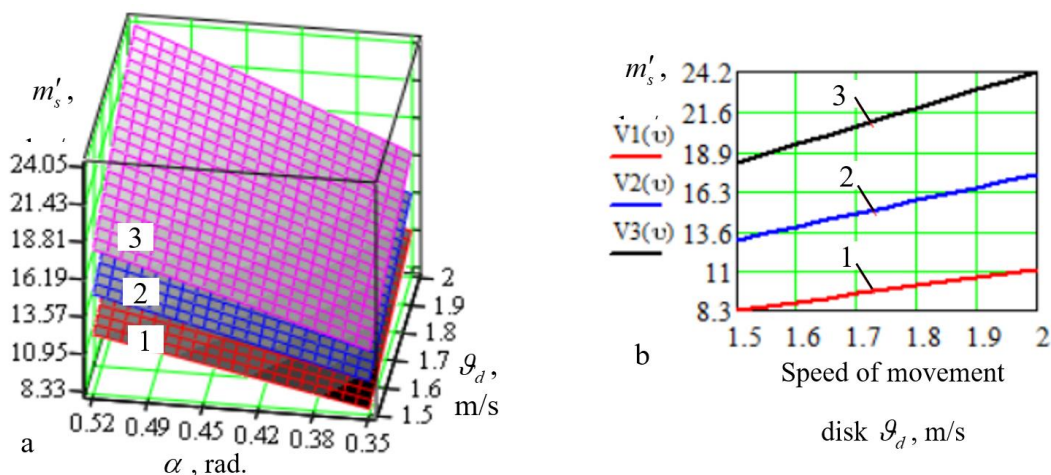 m′ₛ ,
24.05
21.43
18.81
16.19
13.57
10.95
8.33
3
2
1
0.52 0.49 0.45 0.42 0.38 0.35
α , rad.
2
1.9
1.8
1.7
1.6
1.5
ϑ_d ,
m/s
a
m′ₛ ,
V1(υ)
V2(υ)
V3(υ)
24.2
21.6
18.9
16.3
13.6
11
8.3
3
2
1
1.5 1.6 1.7 1.8 1.9 2
b
Speed of movement
disk ϑ_d , m/s